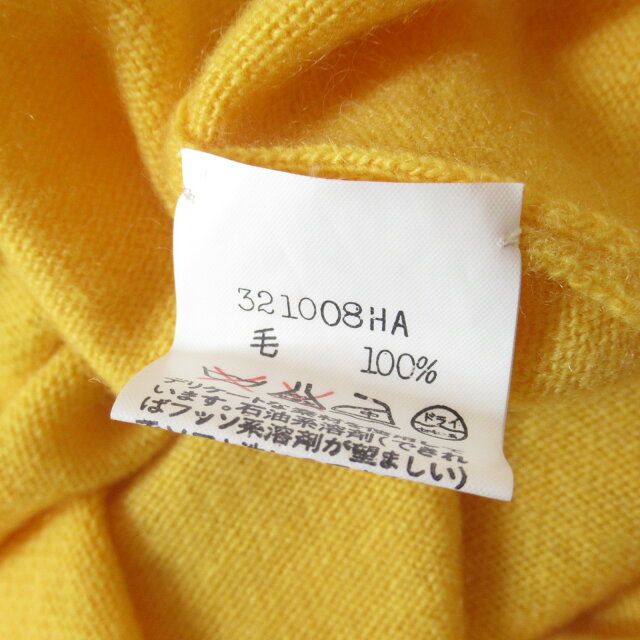 321008HA
毛 100%
ドライ
います。石油系溶剤(できれ
ばフッソ系溶剤が望ましい)